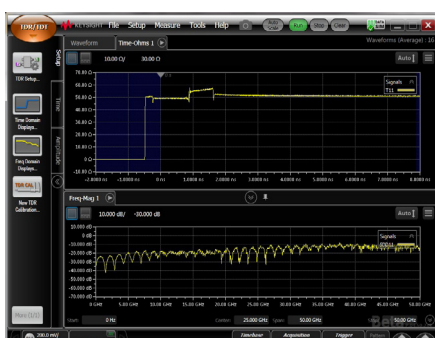 TDR/TDT
KEYSIGHT File Setup Measure Tools Help
Auto Scale
Run Stop Clear
Waveform Time-Ohms 1
Waveforms (Average) : 16
10.00 Ω/ 30.00 Ω
Auto
TDR Setup...
Time Domain Displays...
Freq Domain Displays...
TDR CAL
New TDR Calibration...
More (1/1)
Setup
Time
Amplitude
70.00 Ω
60.00 Ω
50.00 Ω
40.00 Ω
30.00 Ω
20.00 Ω
10.00 Ω
0 Ω
-10.00 Ω
Signals
T11
-2.0000 ns -1.0000 ns 0 ns 1.0000 ns 2.0000 ns 3.0000 ns 4.0000 ns 5.0000 ns 6.0000 ns 7.0000 ns 8.0000 ns
Freq-Mag 1
10.000 dB/ -30.000 dB
Auto
10.000 dB
0 dB
-10.000 dB
-20.000 dB
-30.000 dB
-40.000 dB
-50.000 dB
-60.000 dB
-70.000 dB
Signals
0 GHz 5.00 GHz 10.00 GHz 15.00 GHz 20.00 GHz 25.00 GHz 30.00 GHz 35.00 GHz 40.00 GHz 45.00 GHz 50.00 GHz
Start: 0 Hz Center: 25.000 GHz Span: 50.00 GHz 50.00 GHz
200.0 mV/
Timebase Acquisition Trigger